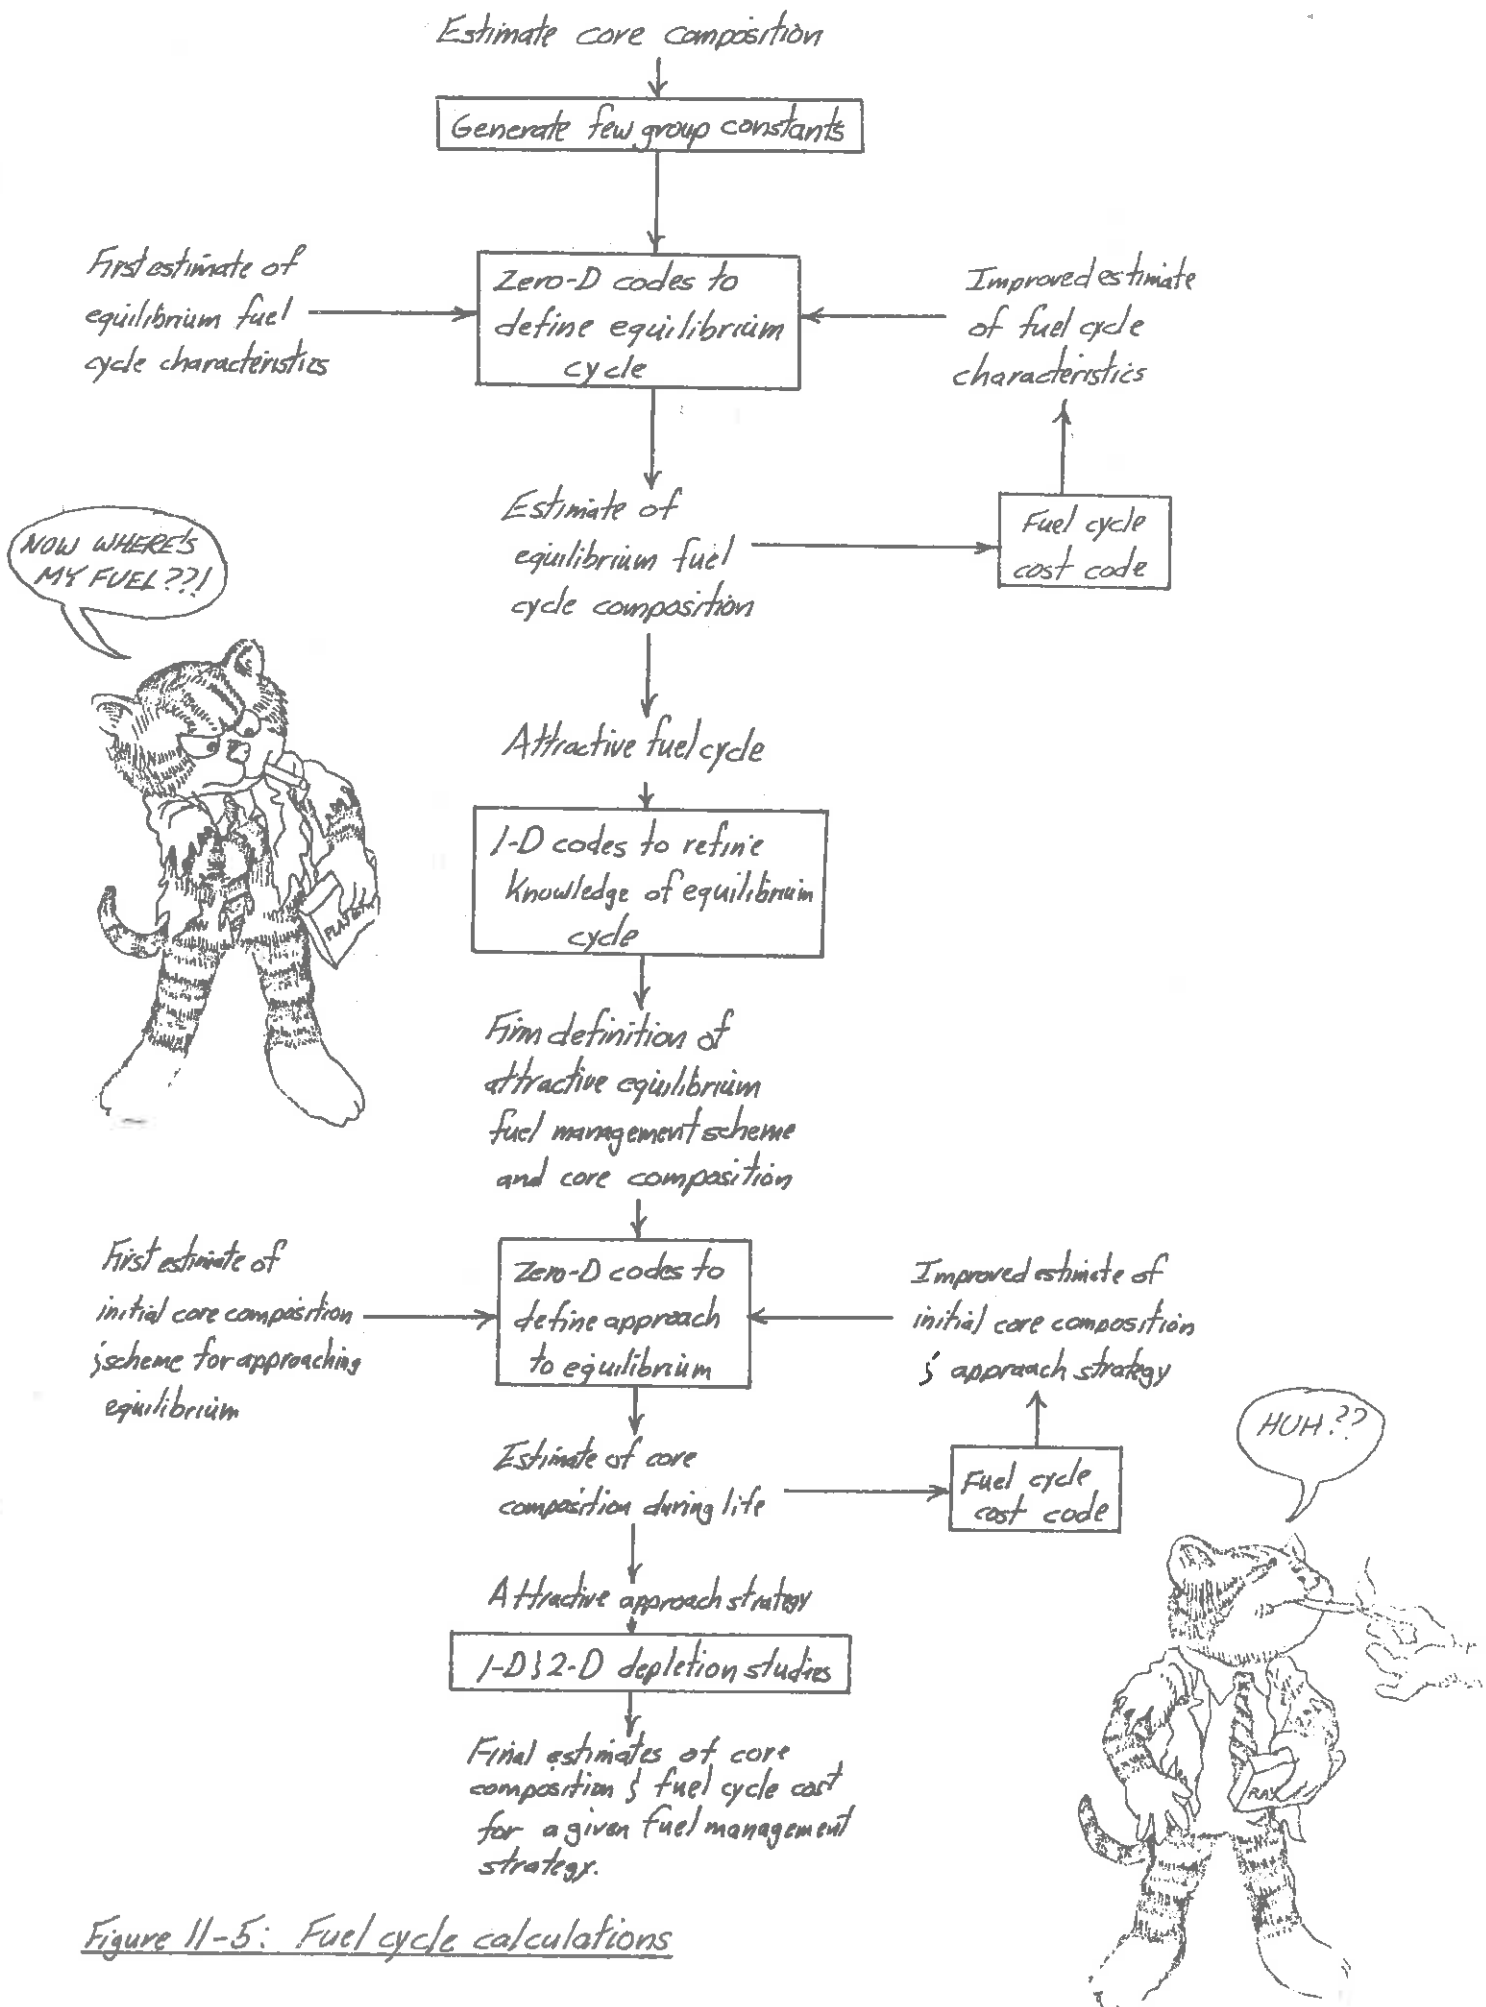 Estimate core composition
Generate few group constants
First estimate of
equilibrium fuel
cycle characteristics
Zero-D codes to
define equilibrium
cycle
Improved estimate
of fuel cycle
characteristics
Estimate of
equilibrium fuel
cycle composition
Fuel cycle
cost code
NOW WHERE'S
MY FUEL??!
Attractive fuel cycle
1-D codes to refine
knowledge of equilibrium
cycle
Firm definition of
attractive equilibrium
fuel management scheme
and core composition
First estimate of
initial core composition
& scheme for approaching
equilibrium
Zero-D codes to
define approach
to equilibrium
Improved estimate of
initial core composition
& approach strategy
Estimate of core
composition during life
Fuel cycle
cost code
HUH??
Attractive approach strategy
1-D & 2-D depletion studies
Final estimates of core
composition & fuel cycle cost
for a given fuel management
strategy.
Figure 11-5: Fuel cycle calculations